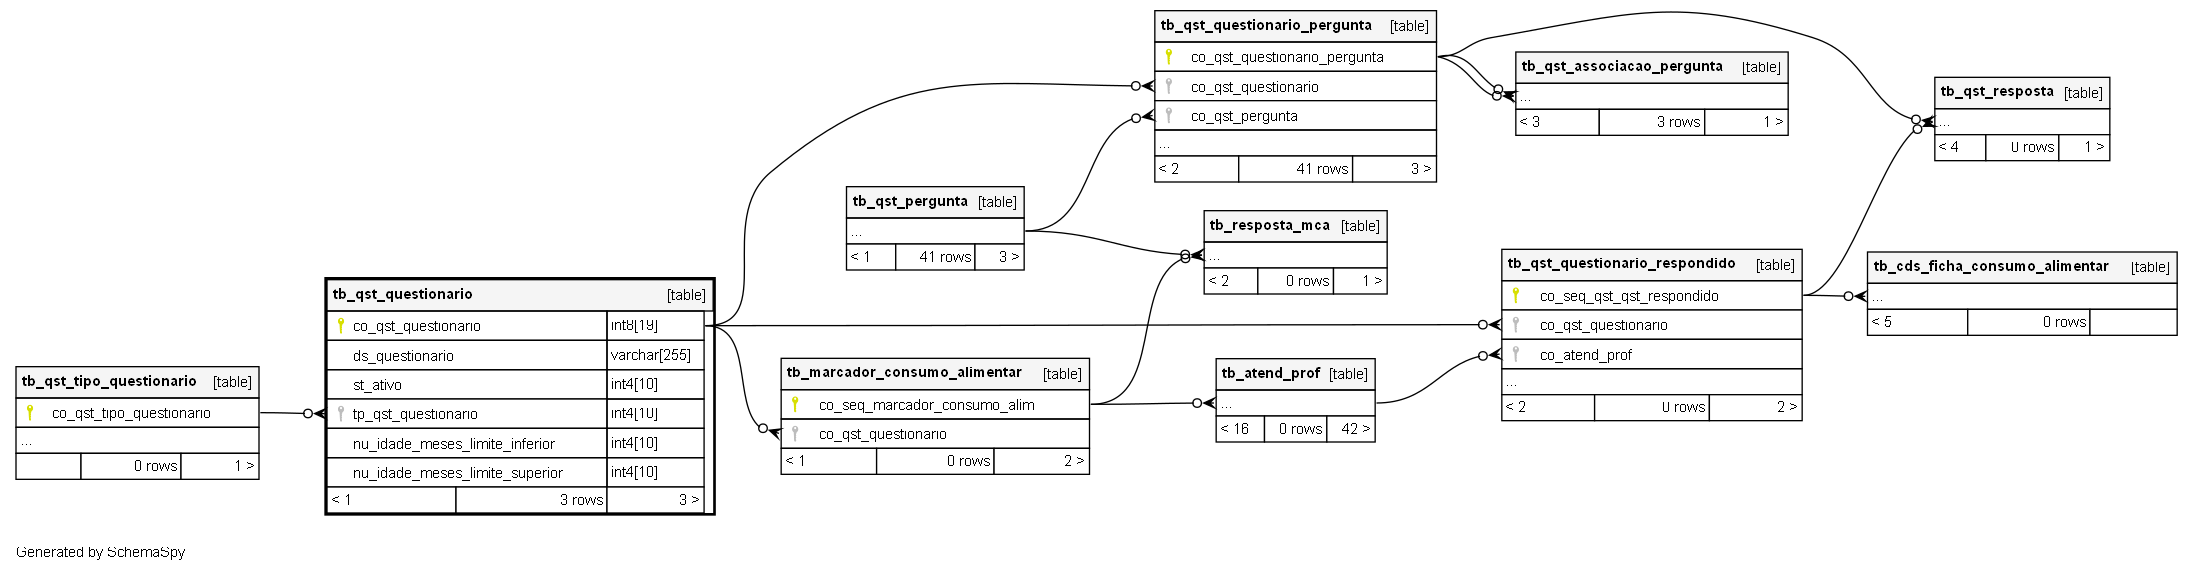 tb_qst_questionario_pergunta [table]
co_qst_questionario_pergunta
co_qst_questionario
co_qst_pergunta
...
< 2 41 rows 3 >
tb_qst_associacao_pergunta [table]
...
< 3 3 rows 1 >
tb_qst_resposta [table]
...
< 4 0 rows 1 >
tb_qst_pergunta [table]
...
< 1 41 rows 3 >
tb_resposta_mca [table]
...
< 2 0 rows 1 >
tb_qst_questionario_respondido [table]
co_seq_qst_qst_respondido
co_qst_questionario
co_atend_prof
...
< 2 0 rows 2 >
tb_cds_ficha_consumo_alimentar [table]
...
< 5 0 rows
tb_qst_questionario [table]
co_qst_questionario int8[19]
ds_questionario varchar[255]
st_ativo int4[10]
tp_qst_questionario int4[10]
nu_idade_meses_limite_inferior int4[10]
nu_idade_meses_limite_superior int4[10]
< 1 3 rows 3 >
tb_qst_tipo_questionario [table]
co_qst_tipo_questionario
...
0 rows 1 >
tb_marcador_consumo_alimentar [table]
co_seq_marcador_consumo_alim
co_qst_questionario
< 1 0 rows 2 >
tb_atend_prof [table]
...
< 16 0 rows 42 >
Generated by SchemaSpy